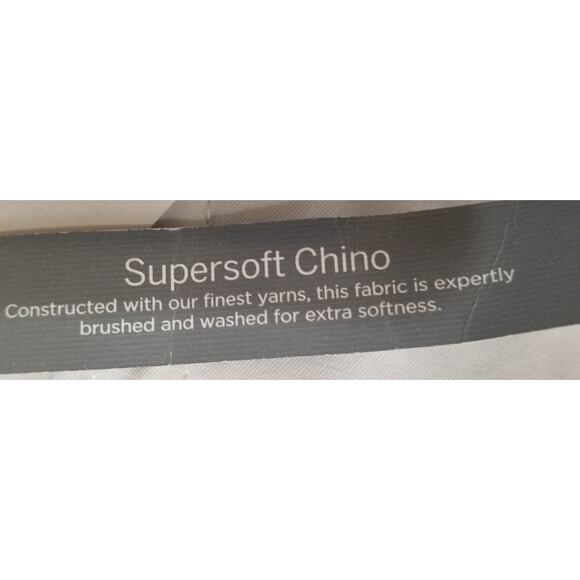 Supersoft Chino
Constructed with our finest yarns, this fabric is expertly
brushed and washed for extra softness.